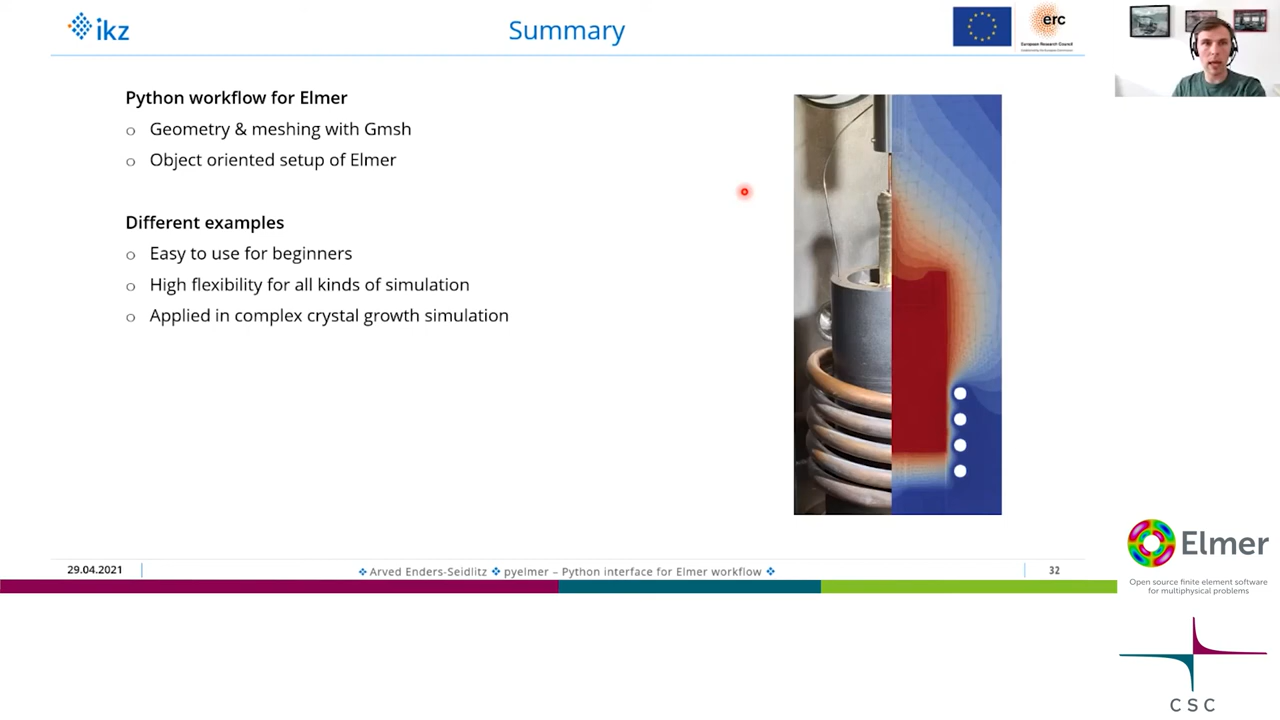 ikz
Summary
erc
European Research Council
Python workflow for Elmer
o Geometry & meshing with Gmsh
o Object oriented setup of Elmer
Different examples
o Easy to use for beginners
o High flexibility for all kinds of simulation
o Applied in complex crystal growth simulation
29.04.2021
Arved Enders-Seidlitz ❖ pyelmer – Python interface for Elmer workflow
32
Elmer
Open source finite element software
for multiphysical problems
CSC